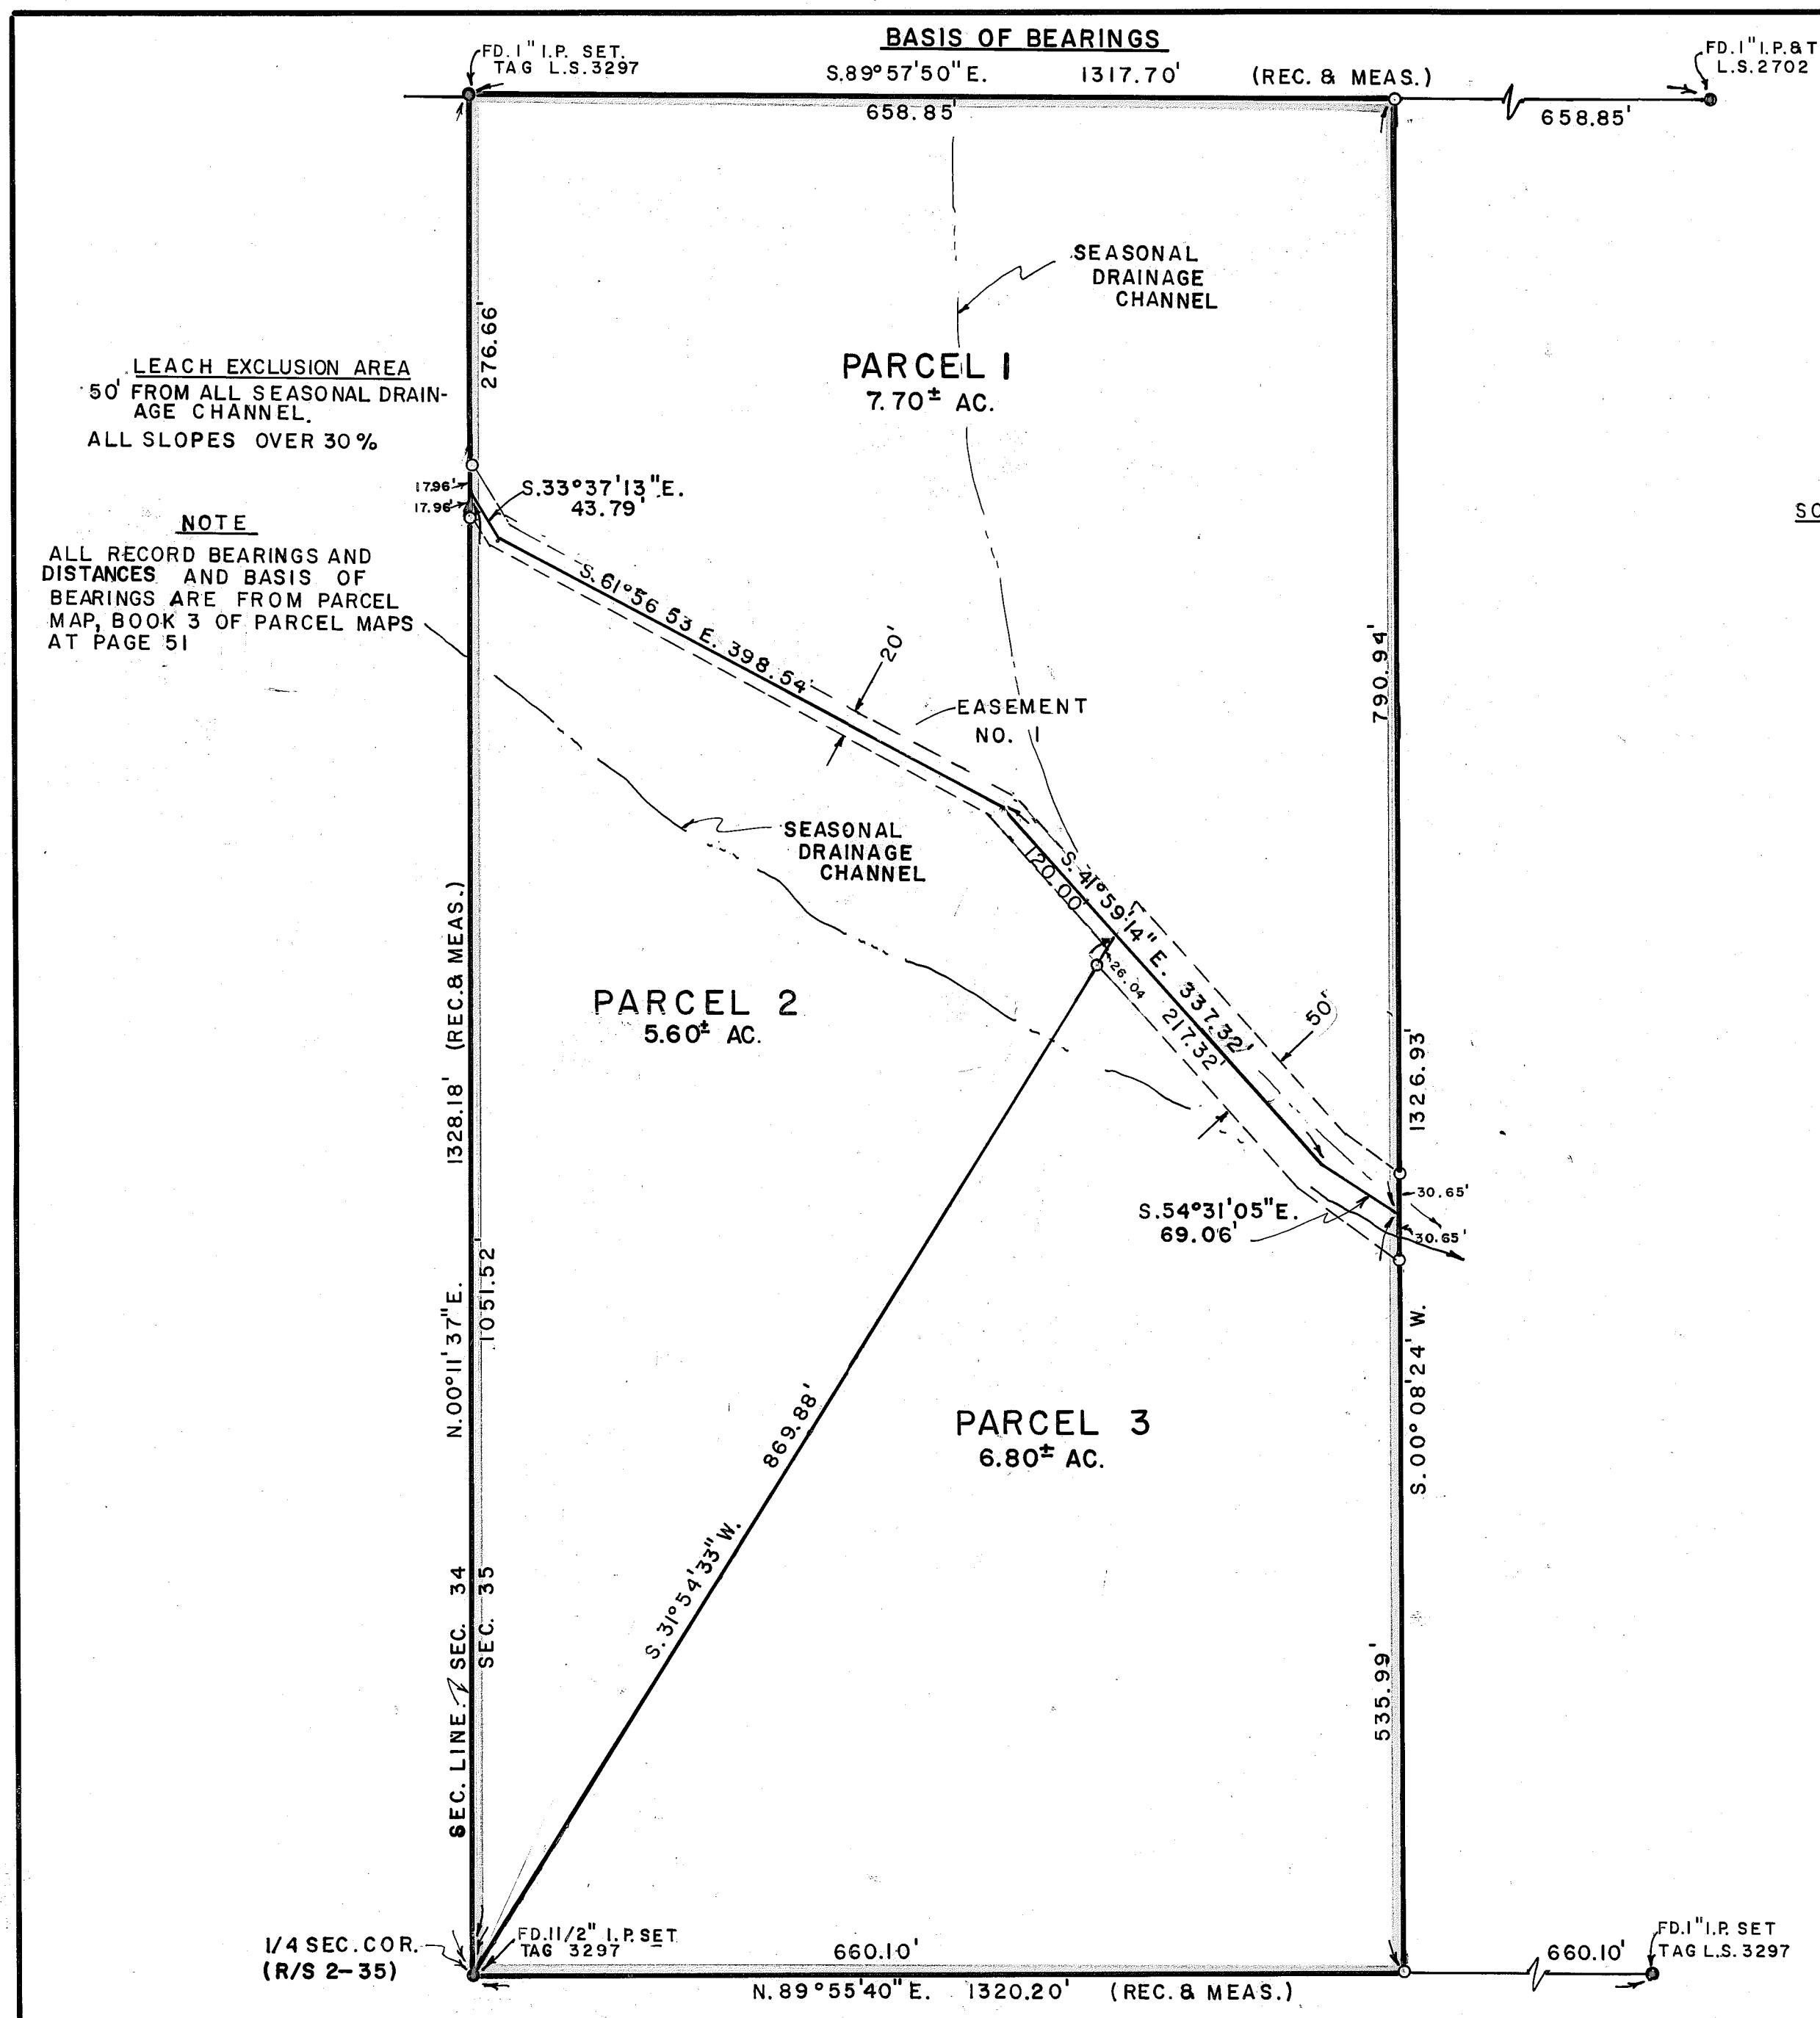 BASIS OF BEARINGS
FD. 1" I.P. SET.
TAG L.S. 3297
S.89°57'50" E. 1317.70' (REC. & MEAS.)
FD. 1" I.P. & T
L.S. 2702
658.85'
658.85'
SEASONAL
DRAINAGE
CHANNEL
276.66'
PARCEL 1
7.70± AC.
LEACH EXCLUSION AREA
50' FROM ALL SEASONAL DRAIN-
AGE CHANNEL.
ALL SLOPES OVER 30%
17.96'
17.96'
S.33°37'13"E.
43.79'
NOTE
ALL RECORD BEARINGS AND
DISTANCES AND BASIS OF
BEARINGS ARE FROM PARCEL
MAP, BOOK 3 OF PARCEL MAPS
AT PAGE 51
SC
S.61°56 53 E. 398.54'
20'
790.94'
EASEMENT
NO. 1
SEASONAL
DRAINAGE
CHANNEL
120.00'
S. 41°59'14" E. 337.32'
26.04
217.32'
50'
1328.18' (REC. & MEAS.)
N.00°11'37"E.
PARCEL 2
5.60± AC.
1326.93'
S.00°08'24" W.
30.65'
30.65'
S.54°31'05"E.
69.06'
1051.52'
869.88'
S.31°54'33"W.
PARCEL 3
6.80± AC.
535.99'
SEC. LINE
SEC. 34
SEC. 35
1/4 SEC. COR.
(R/S 2-35)
FD. 1 1/2" I.P. SET
TAG 3297
660.10'
660.10'
FD. 1" I.P. SET
TAG L.S. 3297
N.89°55'40"E. 1320.20' (REC. & MEAS.)